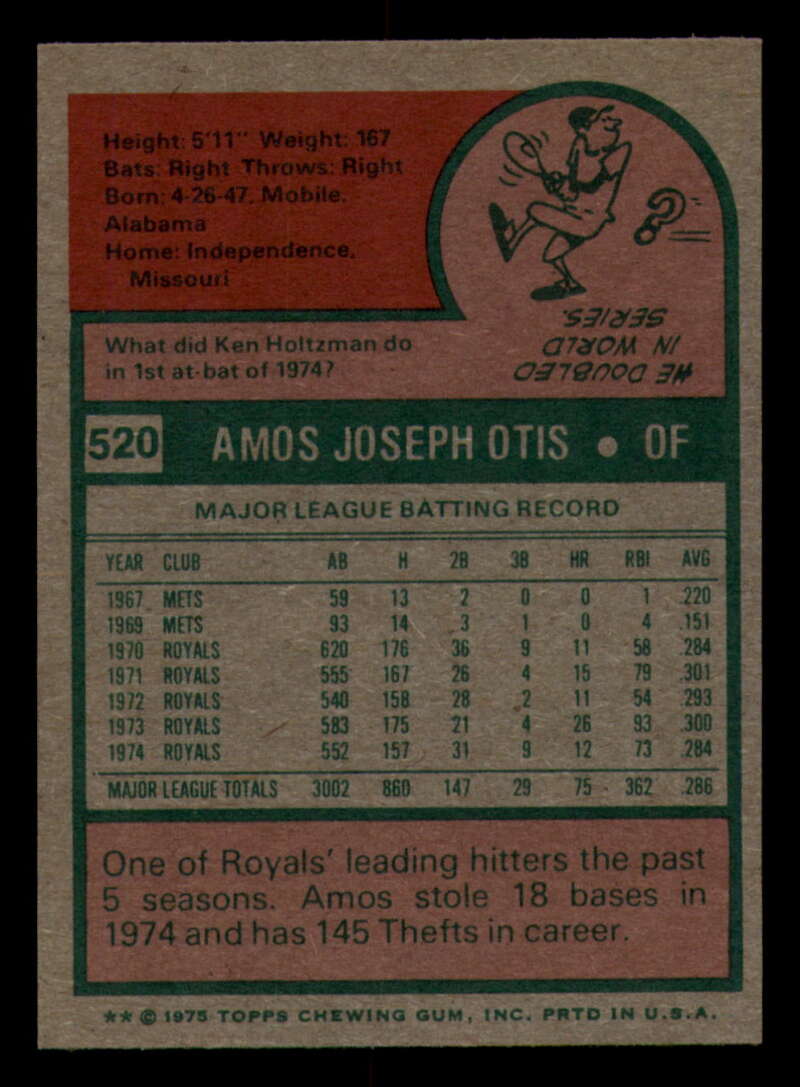 Height: 5'11" Weight: 167
Bats: Right Throws: Right
Born: 4-26-47, Mobile,
Alabama
Home: Independence,
Missouri
?
What did Ken Holtzman do
in 1st at-bat of 1974?
HE DOUBLED
IN WORLD
SERIES.
520 AMOS JOSEPH OTIS • OF
MAJOR LEAGUE BATTING RECORD
YEAR CLUB AB H 2B 3B HR RBI AVG
1967 METS 59 13 2 0 0 1 .220
1969 METS 93 14 3 1 0 4 .151
1970 ROYALS 620 176 36 9 11 58 .284
1971 ROYALS 555 167 26 4 15 79 .301
1972 ROYALS 540 158 28 2 11 54 .293
1973 ROYALS 583 175 21 4 26 93 .300
1974 ROYALS 552 157 31 9 12 73 .284
MAJOR LEAGUE TOTALS 3002 860 147 29 75 362 .286
One of Royals' leading hitters the past
5 seasons. Amos stole 18 bases in
1974 and has 145 Thefts in career.
** © 1975 TOPPS CHEWING GUM, INC. PRTD IN U.S.A.